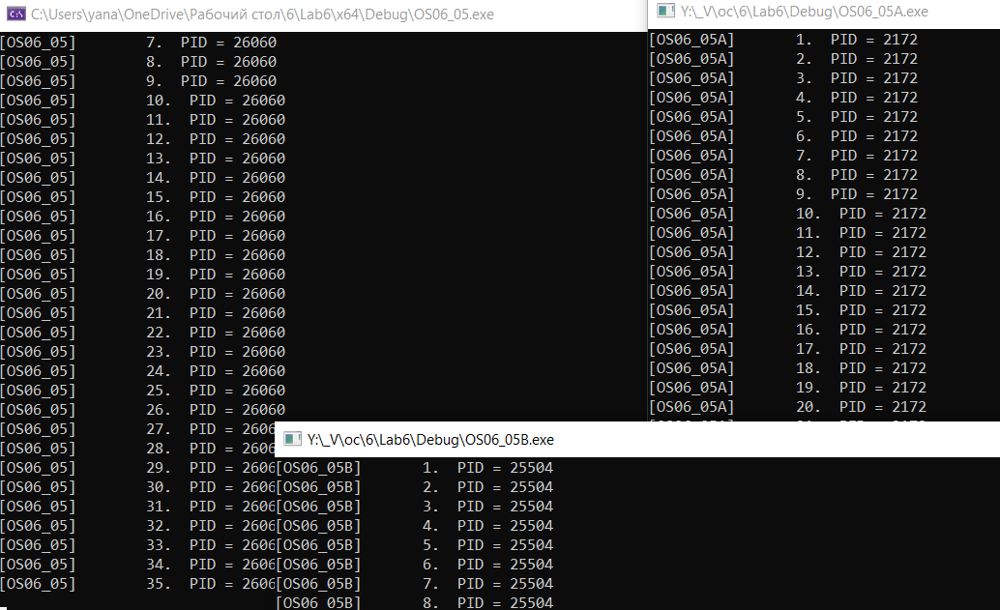 C:\Users\yana\OneDrive\Рабочий стол\6\Lab6\x64\Debug\OS06_05.exe
[OS06_05] 7. PID = 26060
[OS06_05] 8. PID = 26060
[OS06_05] 9. PID = 26060
[OS06_05] 10. PID = 26060
[OS06_05] 11. PID = 26060
[OS06_05] 12. PID = 26060
[OS06_05] 13. PID = 26060
[OS06_05] 14. PID = 26060
[OS06_05] 15. PID = 26060
[OS06_05] 16. PID = 26060
[OS06_05] 17. PID = 26060
[OS06_05] 18. PID = 26060
[OS06_05] 19. PID = 26060
[OS06_05] 20. PID = 26060
[OS06_05] 21. PID = 26060
[OS06_05] 22. PID = 26060
[OS06_05] 23. PID = 26060
[OS06_05] 24. PID = 26060
[OS06_05] 25. PID = 26060
[OS06_05] 26. PID = 26060
[OS06_05] 27. PID = 2606
[OS06_05] 28. PID = 2606
[OS06_05] 29. PID = 2606
[OS06_05] 30. PID = 2606
[OS06_05] 31. PID = 2606
[OS06_05] 32. PID = 2606
[OS06_05] 33. PID = 2606
[OS06_05] 34. PID = 2606
[OS06_05] 35. PID = 2606
Y:\_V\oc\6\Lab6\Debug\OS06_05A.exe
[OS06_05A] 1. PID = 2172
[OS06_05A] 2. PID = 2172
[OS06_05A] 3. PID = 2172
[OS06_05A] 4. PID = 2172
[OS06_05A] 5. PID = 2172
[OS06_05A] 6. PID = 2172
[OS06_05A] 7. PID = 2172
[OS06_05A] 8. PID = 2172
[OS06_05A] 9. PID = 2172
[OS06_05A] 10. PID = 2172
[OS06_05A] 11. PID = 2172
[OS06_05A] 12. PID = 2172
[OS06_05A] 13. PID = 2172
[OS06_05A] 14. PID = 2172
[OS06_05A] 15. PID = 2172
[OS06_05A] 16. PID = 2172
[OS06_05A] 17. PID = 2172
[OS06_05A] 18. PID = 2172
[OS06_05A] 19. PID = 2172
[OS06_05A] 20. PID = 2172
Y:\_V\oc\6\Lab6\Debug\OS06_05B.exe
[OS06_05B] 1. PID = 25504
[OS06_05B] 2. PID = 25504
[OS06_05B] 3. PID = 25504
[OS06_05B] 4. PID = 25504
[OS06_05B] 5. PID = 25504
[OS06_05B] 6. PID = 25504
[OS06_05B] 7. PID = 25504
[OS06_05B] 8. PID = 25504